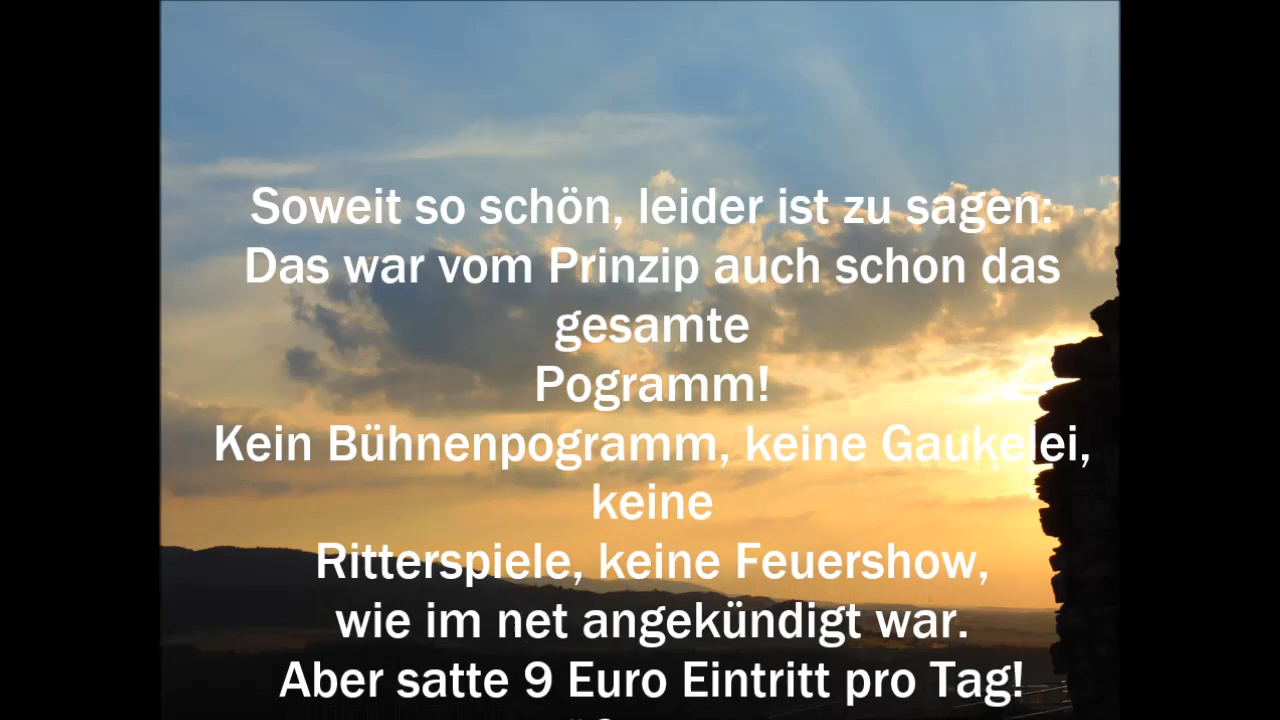 Soweit so schön, leider ist zu sagen:
Das war vom Prinzip auch schon das
gesamte
Pogramm!
Kein Bühnenpogramm, keine Gaukelei,
keine
Ritterspiele, keine Feuershow,
wie im net angekündigt war.
Aber satte 9 Euro Eintritt pro Tag!